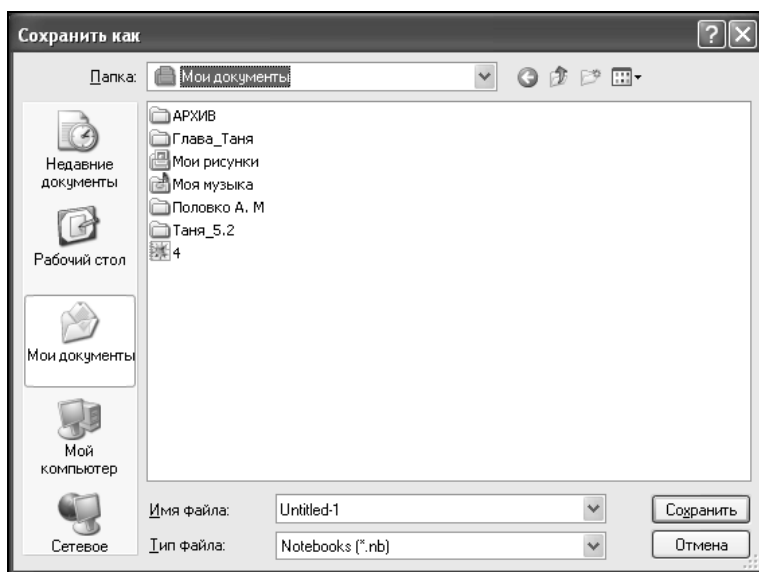 Сохранить как
Папка:
Мои документы
Недавние
документы
Рабочий стол
Мои документы
Мой
компьютер
Сетевое
АРХИВ
Глава_Таня
Мои рисунки
Моя музыка
Половко А. М
Таня_5.2
4
Имя файла:
Untitled-1
Сохранить
Тип файла:
Notebooks (*.nb)
Отмена